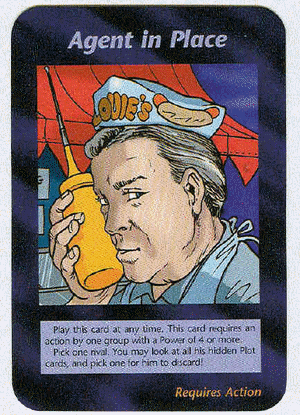 Agent in Place
LOUIE'S
Play this card at any time. This card requires an
action by one group with a Power of 4 or more.
Pick one rival. You may look at all his hidden Plot
cards, and pick one for him to discard!
Requires Action